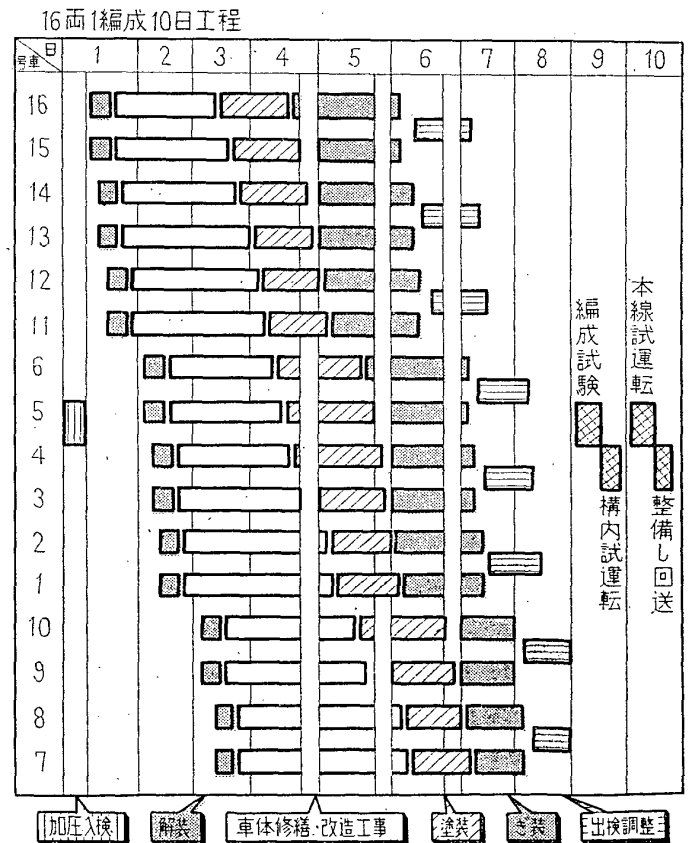 16両1編成10日工程
日
号車
1 2 3 4 5 6 7 8 9 10
16
15
14
13
12
11
6
5
4
3
2
1
10
9
8
7
編成試験
構内試運転
本線試運転
整備し回送
加圧入検
解装
車体修繕・改造工事
塗装
ぎ装
出検調整